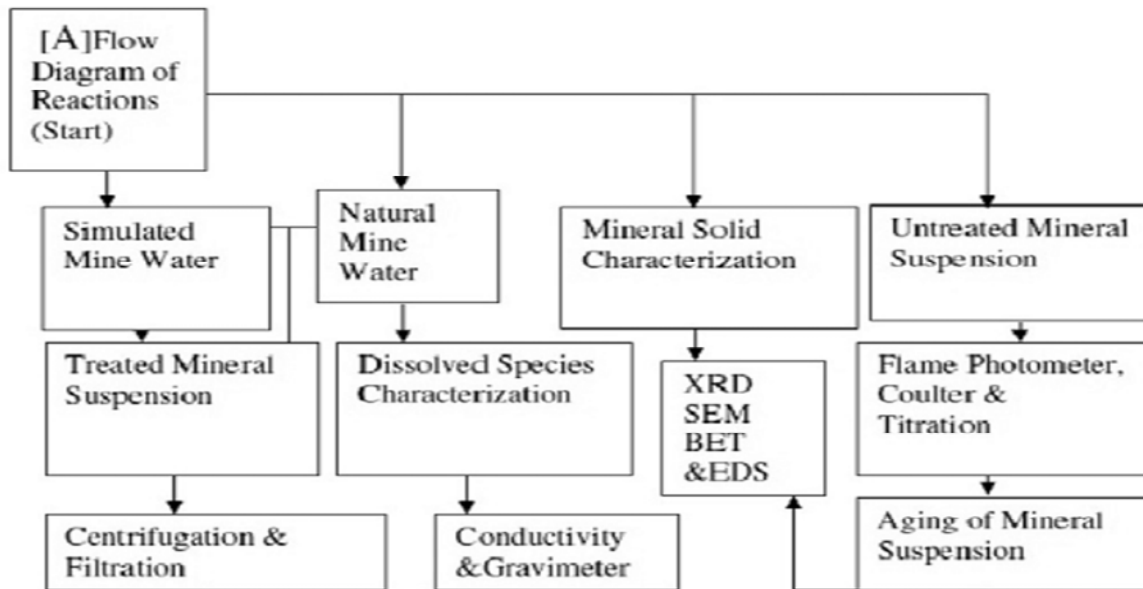 [A]Flow
Diagram of
Reactions
(Start)
Simulated
Mine Water
Natural
Mine
Water
Mineral Solid
Characterization
Untreated Mineral
Suspension
Treated Mineral
Suspension
Dissolved Species
Characterization
XRD
SEM
BET
&EDS
Flame Photometer,
Coulter &
Titration
Centrifugation &
Filtration
Conductivity
&Gravimeter
Aging of Mineral
Suspension